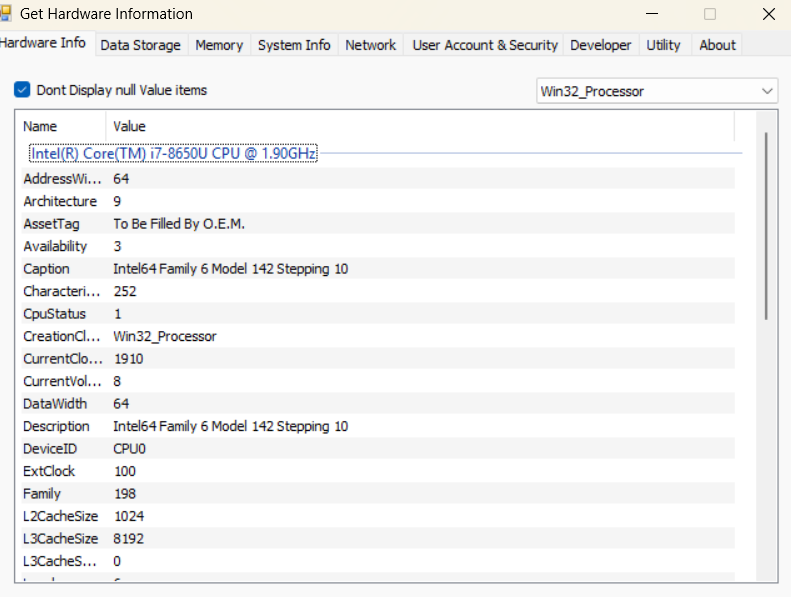 Get Hardware Information
Hardware Info Data Storage Memory System Info Network User Account & Security Developer Utility About
Dont Display null Value items Win32_Processor
Name Value
Intel(R) Core(TM) i7-8650U CPU @ 1.90GHz
AddressWi... 64
Architecture 9
AssetTag To Be Filled By O.E.M.
Availability 3
Caption Intel64 Family 6 Model 142 Stepping 10
Characteri... 252
CpuStatus 1
CreationCl... Win32_Processor
CurrentClo... 1910
CurrentVol... 8
DataWidth 64
Description Intel64 Family 6 Model 142 Stepping 10
DeviceID CPU0
ExtClock 100
Family 198
L2CacheSize 1024
L3CacheSize 8192
L3CacheS... 0